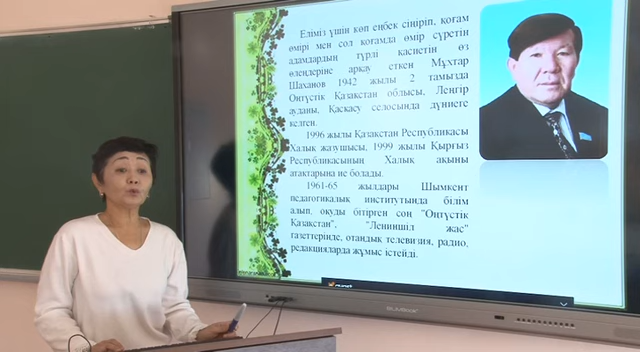 Еліміз үшін көп еңбек сіңіріп, қоғам
өмірі мен сол қоғамда өмір сүретін
адамдардың түрлі қасиетін өз
өлеңдеріне арқау еткен Мұхтар
Шаханов 1942 жылы 2 тамызда
Оңтүстік Қазақстан облысы, Леңгір
ауданы, Қасқасу селосында дүниеге
келген.
1996 жылы Қазақстан Республикасы
Халық жазушысы, 1999 жылы Қырғыз
Республикасының Халық ақыны
атақтарына ие болады.
1961-65 жылдары Шымкент
педагогикалық институтында білім
алып, оқуды бітірген соң "Оңтүстік
Қазақстан", "Лениншіл жас"
газеттерінде, отандық телевизия, радио,
редакцияларда жұмыс істейді.